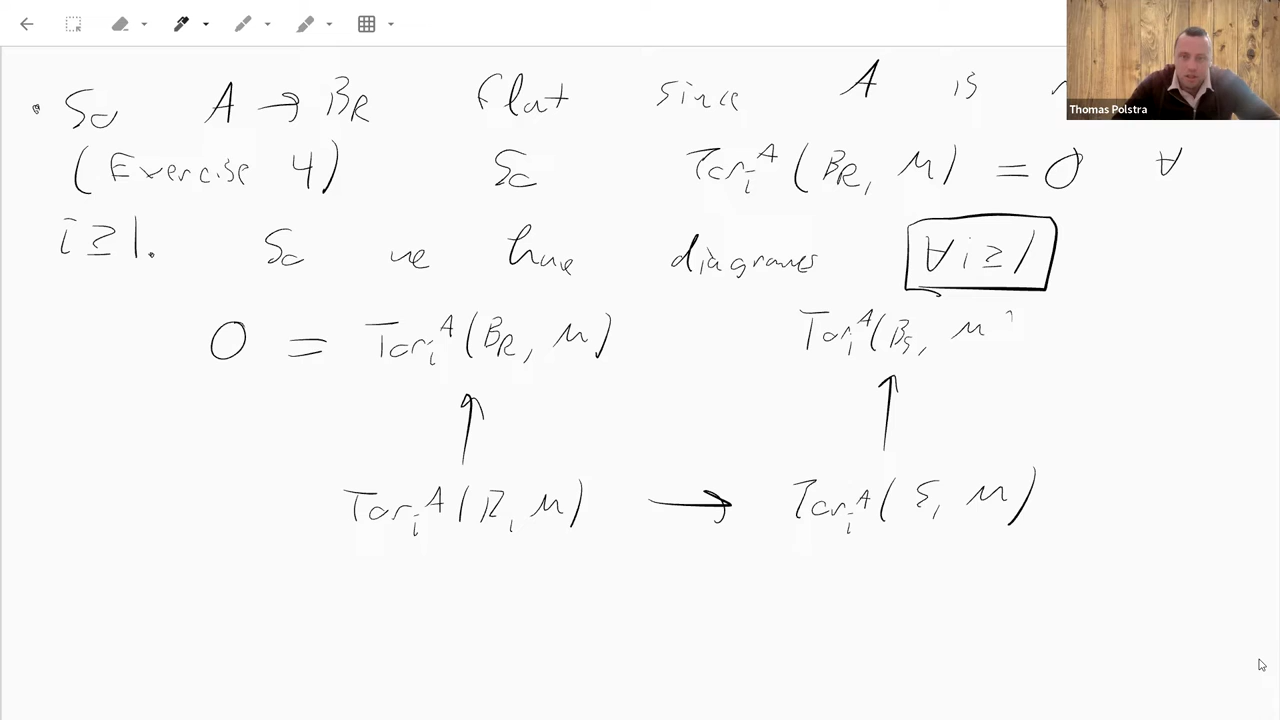 • So A → B_R flat since A is
Thomas Polstra
(Exercise 4) So Tor_i^A (B_R, M) = 0 ∀
i ≥ 1. So we have diagrams ∀ i ≥ 1
0 = Tor_i^A (B_R, M) Tor_i^A (B_S, M
Tor_i^A (R, M) → Tor_i^A (S, M)